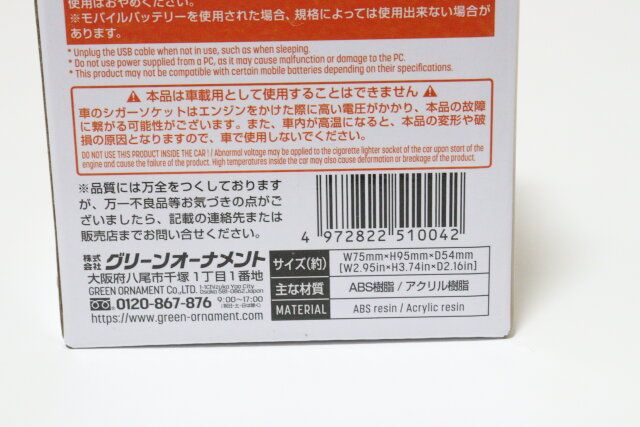 使用はおやめください。
※モバイルバッテリーを使用された場合、規格によっては使用出来ない場合が
あります。
* Unplug the USB cable when not in use, such as when sleeping.
* Do not use power supplied from a PC, as it may cause malfunction or damage to the PC.
* This product may not be compatible with certain mobile batteries depending on their specifications.
⚠ 本品は車載用として使用することはできません ⚠
車のシガーソケットはエンジンをかけた際に高い電圧がかかり、本品の故障
に繋がる可能性がございます。また、車内が高温になると、本品の変形や破
損の原因となりますので、車で使用しないでください。
DO NOT USE THIS PRODUCT INSIDE THE CAR! / Abnormal voltage may be applied to the cigarette lighter socket of the car upon start of the
engine and cause the failure of the product. High temperatures inside the car may also cause deformation or breakage of the product.
※品質には万全をつくしております
が、万一不良品等お気づきの点がご
ざいましたら、記載の連絡先または
販売店までお問い合せください。
4 972822 510042
株式会社 グリーンオーナメント
大阪府八尾市千塚1丁目1番地
GREEN ORNAMENT Co.,LTD. 1-1Chizuka Yao City Osaka 581-0862 Japan
0120-867-876 9:00〜17:00 (祝日・土・日は除く)
https://www.green-ornament.com/
サイズ(約) W75mm×H95mm×D54mm
[W2.95in×H3.74in×D2.16in]
主な材質 ABS樹脂 / アクリル樹脂
MATERIAL ABS resin / Acrylic resin